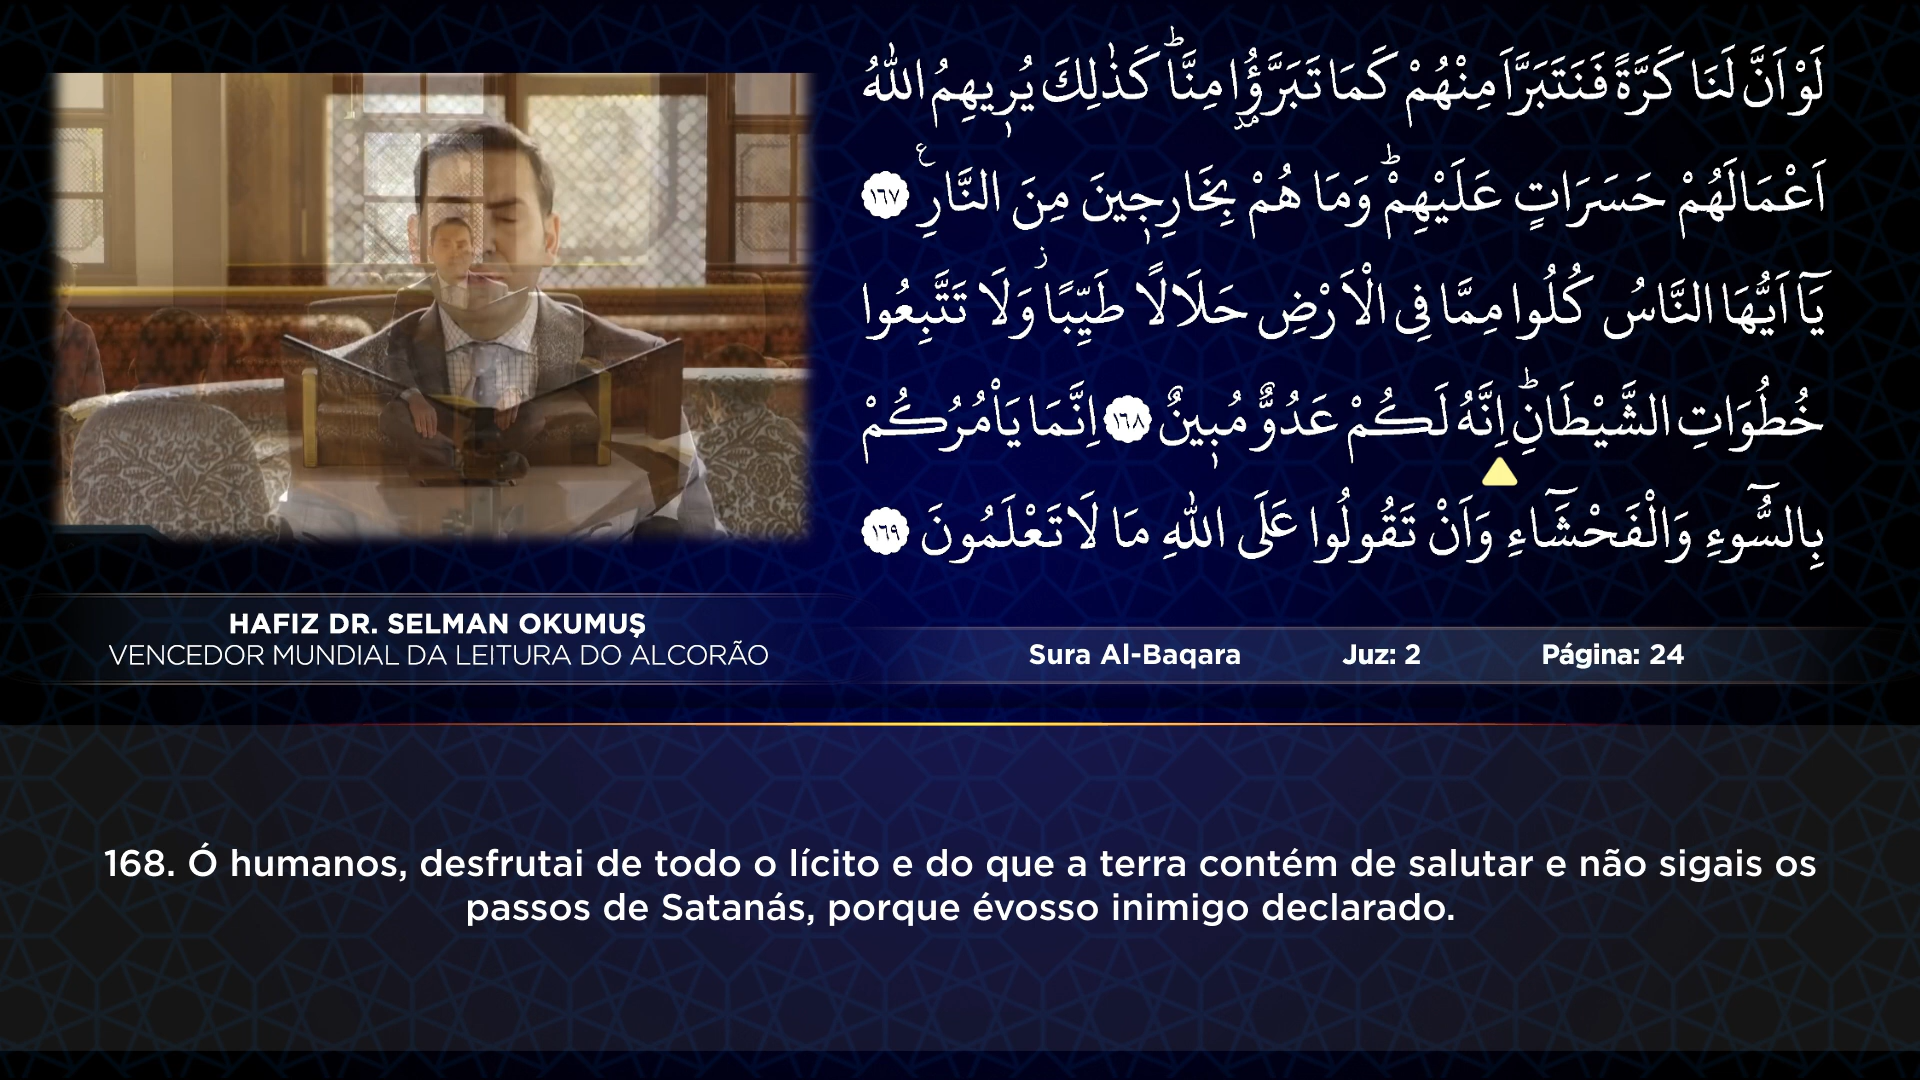 لَوْ اَنَّ لَنَا كَرَّةً فَنَتَبَرَّاَ مِنْهُمْ كَمَا تَبَرَّؤُ۫ا مِنَّاۜ كَذٰلِكَ يُر۪يهِمُ اللّٰهُ
اَعْمَالَهُمْ حَسَرَاتٍ عَلَيْهِمْۜ وَمَا هُمْ بِخَارِج۪ينَ مِنَ النَّارِ۟ ﴿١٦٧﴾
يَٓا اَيُّهَا النَّاسُ كُلُوا مِمَّا فِي الْاَرْضِ حَلَالًا طَيِّبًاۘ وَلَا تَتَّبِعُوا
خُطُوَاتِ الشَّيْطَانِۜ اِنَّهُ لَكُمْ عَدُوٌّ مُب۪ينٌ ﴿١٦٨﴾ اِنَّمَا يَاْمُرُكُمْ
بِالسُّٓوءِ وَالْفَحْشَٓاءِ وَاَنْ تَقُولُوا عَلَى اللّٰهِ مَا لَا تَعْلَمُونَ ﴿١٦٩﴾
HAFIZ DR. SELMAN OKUMUŞ
VENCEDOR MUNDIAL DA LEITURA DO ALCORÃO
Sura Al-Baqara Juz: 2 Página: 24
168. Ó humanos, desfrutai de todo o lícito e do que a terra contém de salutar e não sigais os
passos de Satanás, porque évosso inimigo declarado.